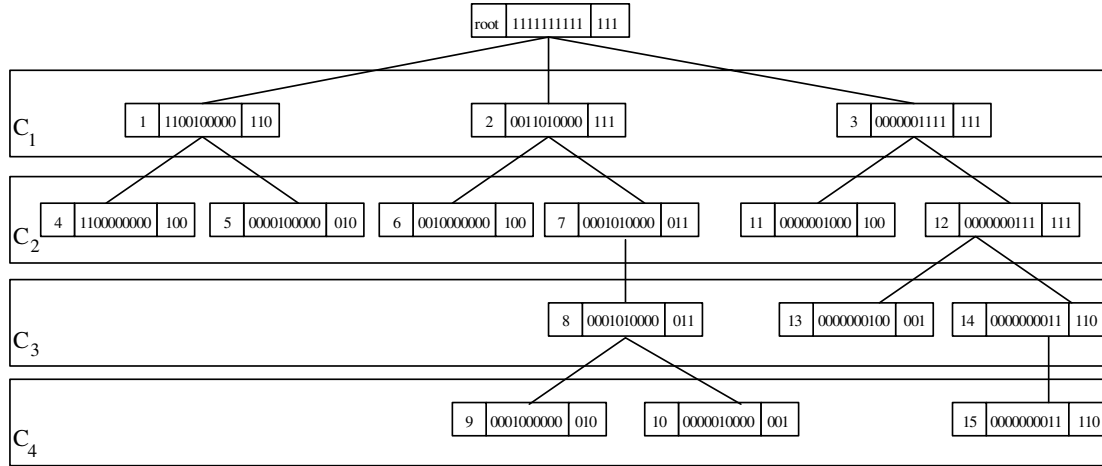 root 1111111111 111
C1
1 1100100000 110
2 0011010000 111
3 0000001111 111
C2
4 1100000000 100
5 0000100000 010
6 0010000000 100
7 0001010000 011
11 0000001000 100
12 0000000111 111
C3
8 0001010000 011
13 0000000100 001
14 0000000011 110
C4
9 0001000000 010
10 0000010000 001
15 0000000011 110